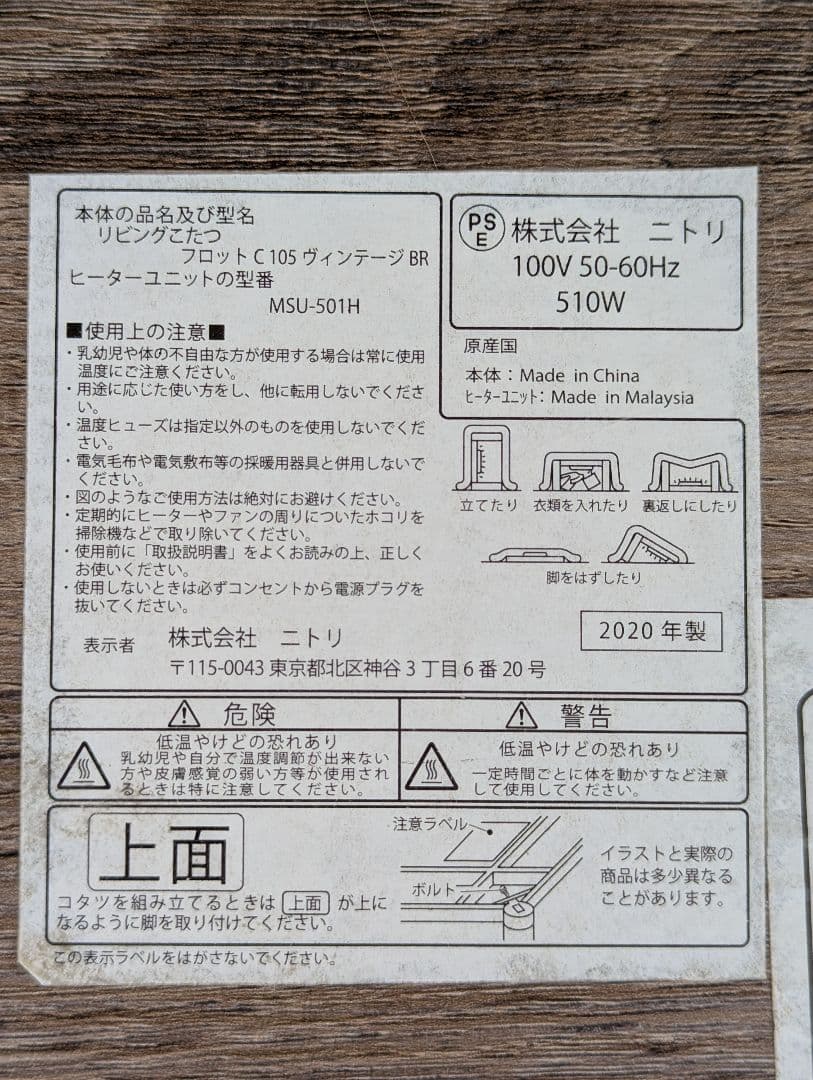 本体の品名及び型名
リビングこたつ
フロット C 105 ヴィンテージ BR
ヒーターユニットの型番
MSU-501H
■使用上の注意■
・乳幼児や体の不自由な方が使用する場合は常に使用
温度にご注意ください。
・用途に応じた使い方をし、他に転用しないでくださ
い。
・温度ヒューズは指定以外のものを使用しないでくだ
さい。
・電気毛布や電気敷布等の採暖用器具と併用しないで
ください。
・図のようなご使用方法は絶対にお避けください。
・定期的にヒーターやファンの周りについたホコリを
掃除機などで取り除いてください。
・使用前に「取扱説明書」をよくお読みの上、正しく
お使いください。
・使用しないときは必ずコンセントから電源プラグを
抜いてください。
PS
E
株式会社 ニトリ
100V 50-60Hz
510W
原産国
本体：Made in China
ヒーターユニット：Made in Malaysia
立てたり 衣類を入れたり 裏返しにしたり
脚をはずしたり
2020 年製
表示者 株式会社 ニトリ
〒115-0043 東京都北区神谷 3 丁目 6 番 20 号
危険
低温やけどの恐れあり
乳幼児や自分で温度調節が出来ない
方や皮膚感覚の弱い方等が使用され
るときは特に注意してください。
警告
低温やけどの恐れあり
一定時間ごとに体を動かすなど注意
して使用してください。
上面
コタツを組み立てるときは 上面 が上に
なるように脚を取り付けてください。
注意ラベル
ボルト
イラストと実際の
商品は多少異なる
ことがあります。
この表示ラベルをはがさないでください。